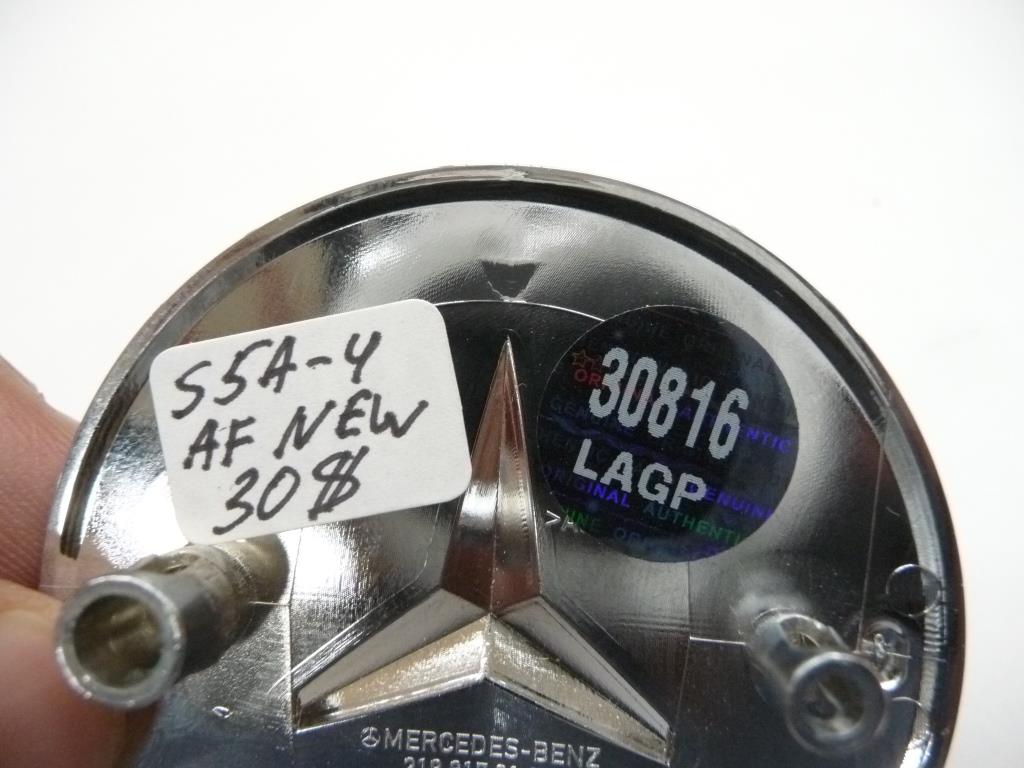 S5A-4
AF NEW
30$
30816
LAGP
MERCEDES-BENZ